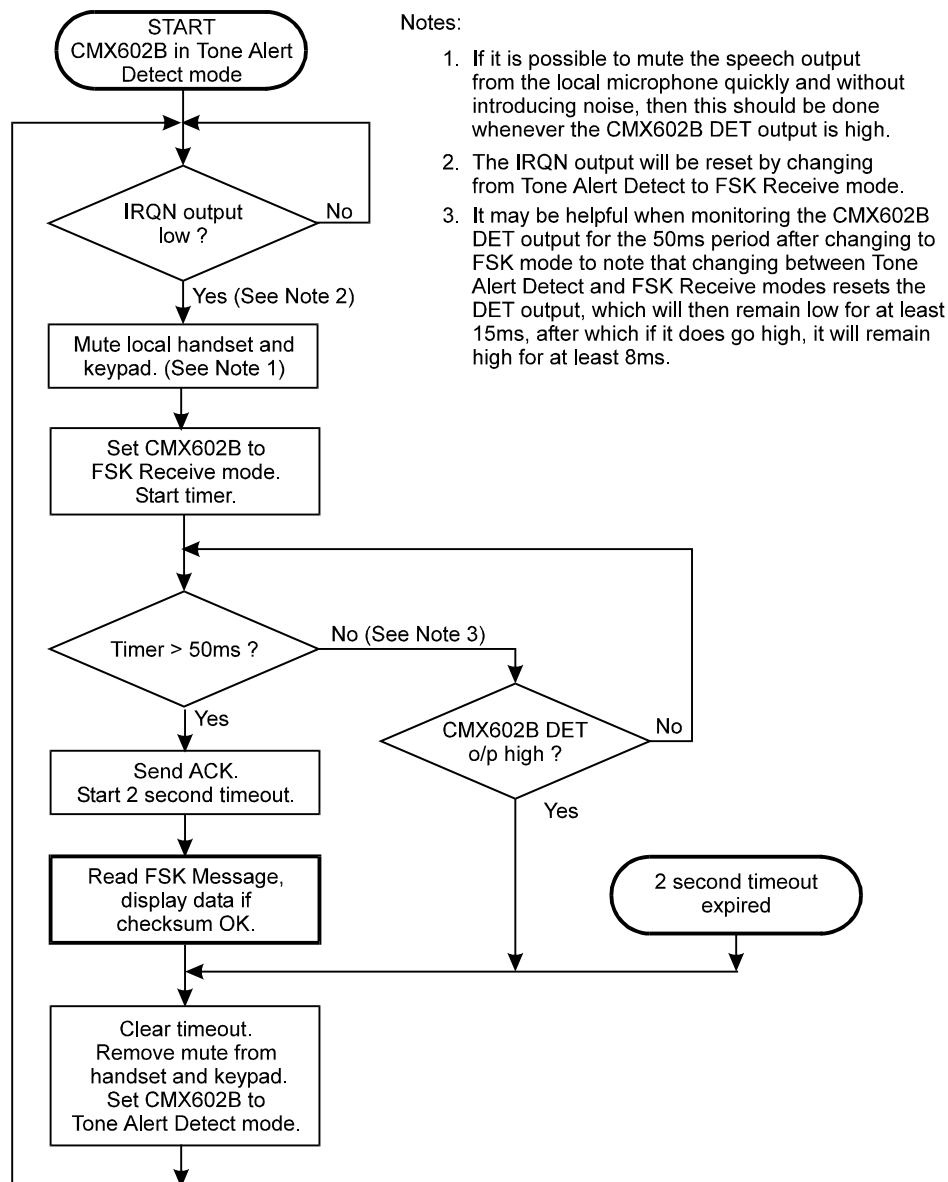 START
CMX602B in Tone Alert
Detect mode
IRQN output
low ?
No
Yes (See Note 2)
Mute local handset and
keypad. (See Note 1)
Set CMX602B to
FSK Receive mode.
Start timer.
Timer > 50ms ?
No (See Note 3)
Yes
CMX602B DET
o/p high ?
No
Yes
Send ACK.
Start 2 second timeout.
Read FSK Message,
display data if
checksum OK.
2 second timeout
expired
Clear timeout.
Remove mute from
handset and keypad.
Set CMX602B to
Tone Alert Detect mode.
Notes:
1. If it is possible to mute the speech output
from the local microphone quickly and without
introducing noise, then this should be done
whenever the CMX602B DET output is high.
2. The IRQN output will be reset by changing
from Tone Alert Detect to FSK Receive mode.
3. It may be helpful when monitoring the CMX602B
DET output for the 50ms period after changing to
FSK mode to note that changing between Tone
Alert Detect and FSK Receive modes resets the
DET output, which will then remain low for at least
15ms, after which if it does go high, it will remain
high for at least 8ms.